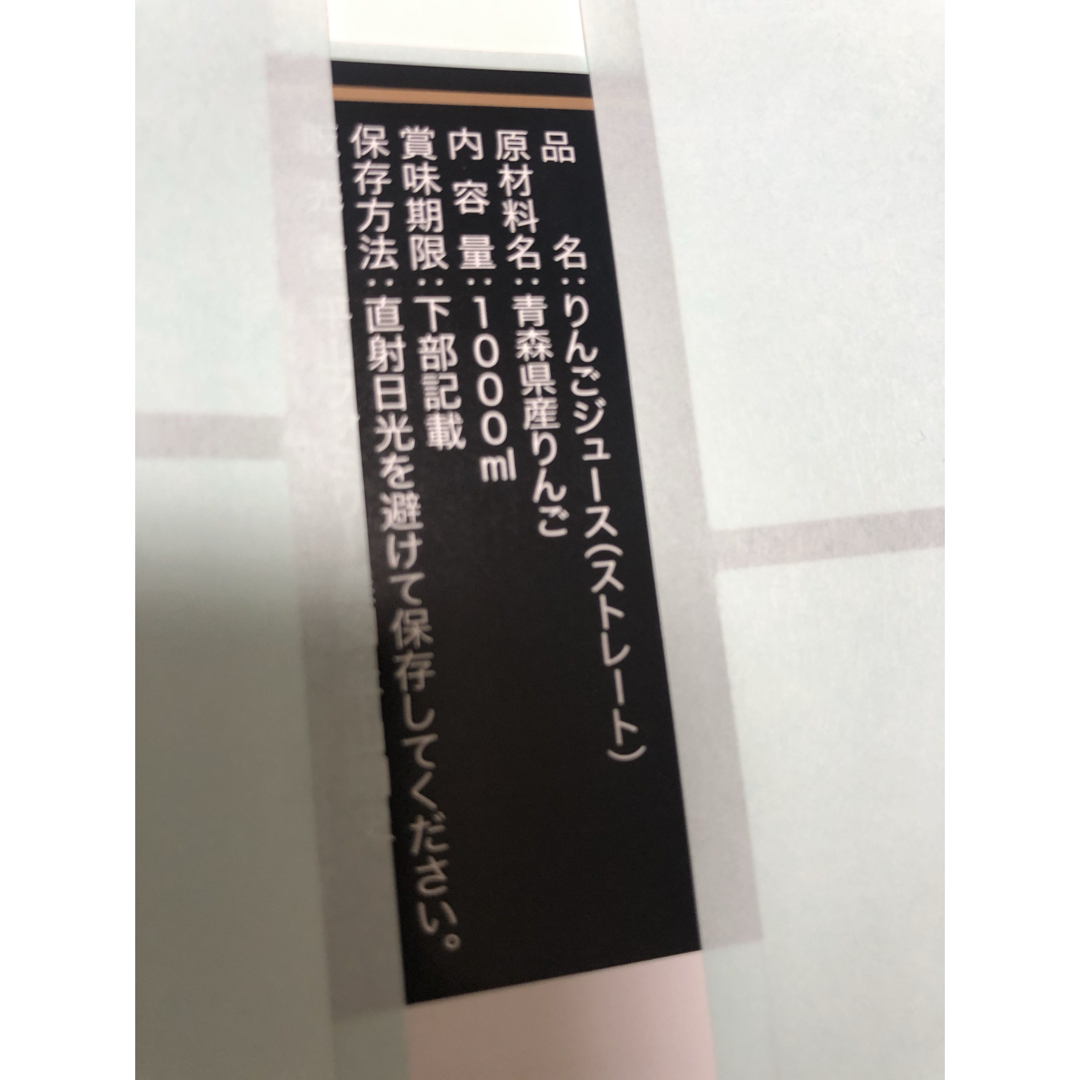 品名：りんごジュース（ストレート）
原材料名：青森県産りんご
内容量：1000ml
賞味期限：下部記載
保存方法：直射日光を避けて保存してください。